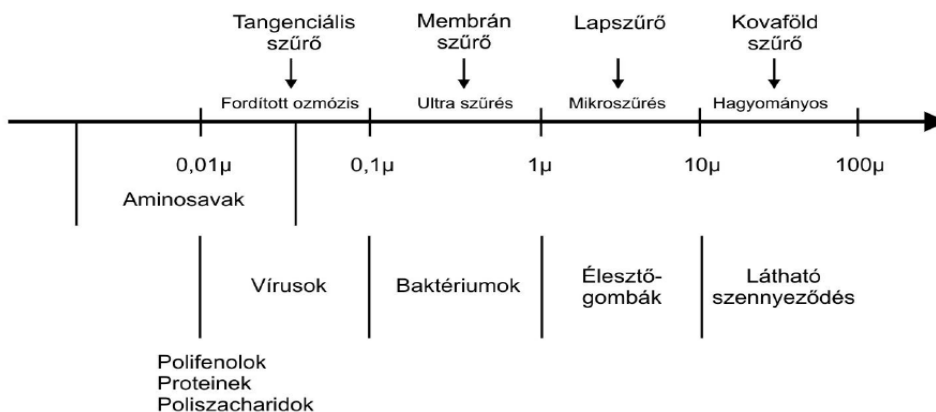 Tangenciális
szűrő
Membrán
szűrő
Lapszűrő
Kovaföld
szűrő
Fordított ozmózis
Ultra szűrés
Mikroszűrés
Hagyományos
0,01µ
0,1µ
1µ
10µ
100µ
Aminosavak
Vírusok
Baktériumok
Élesztő-
gombák
Látható
szennyeződés
Polifenolok
Proteinek
Poliszacharidok